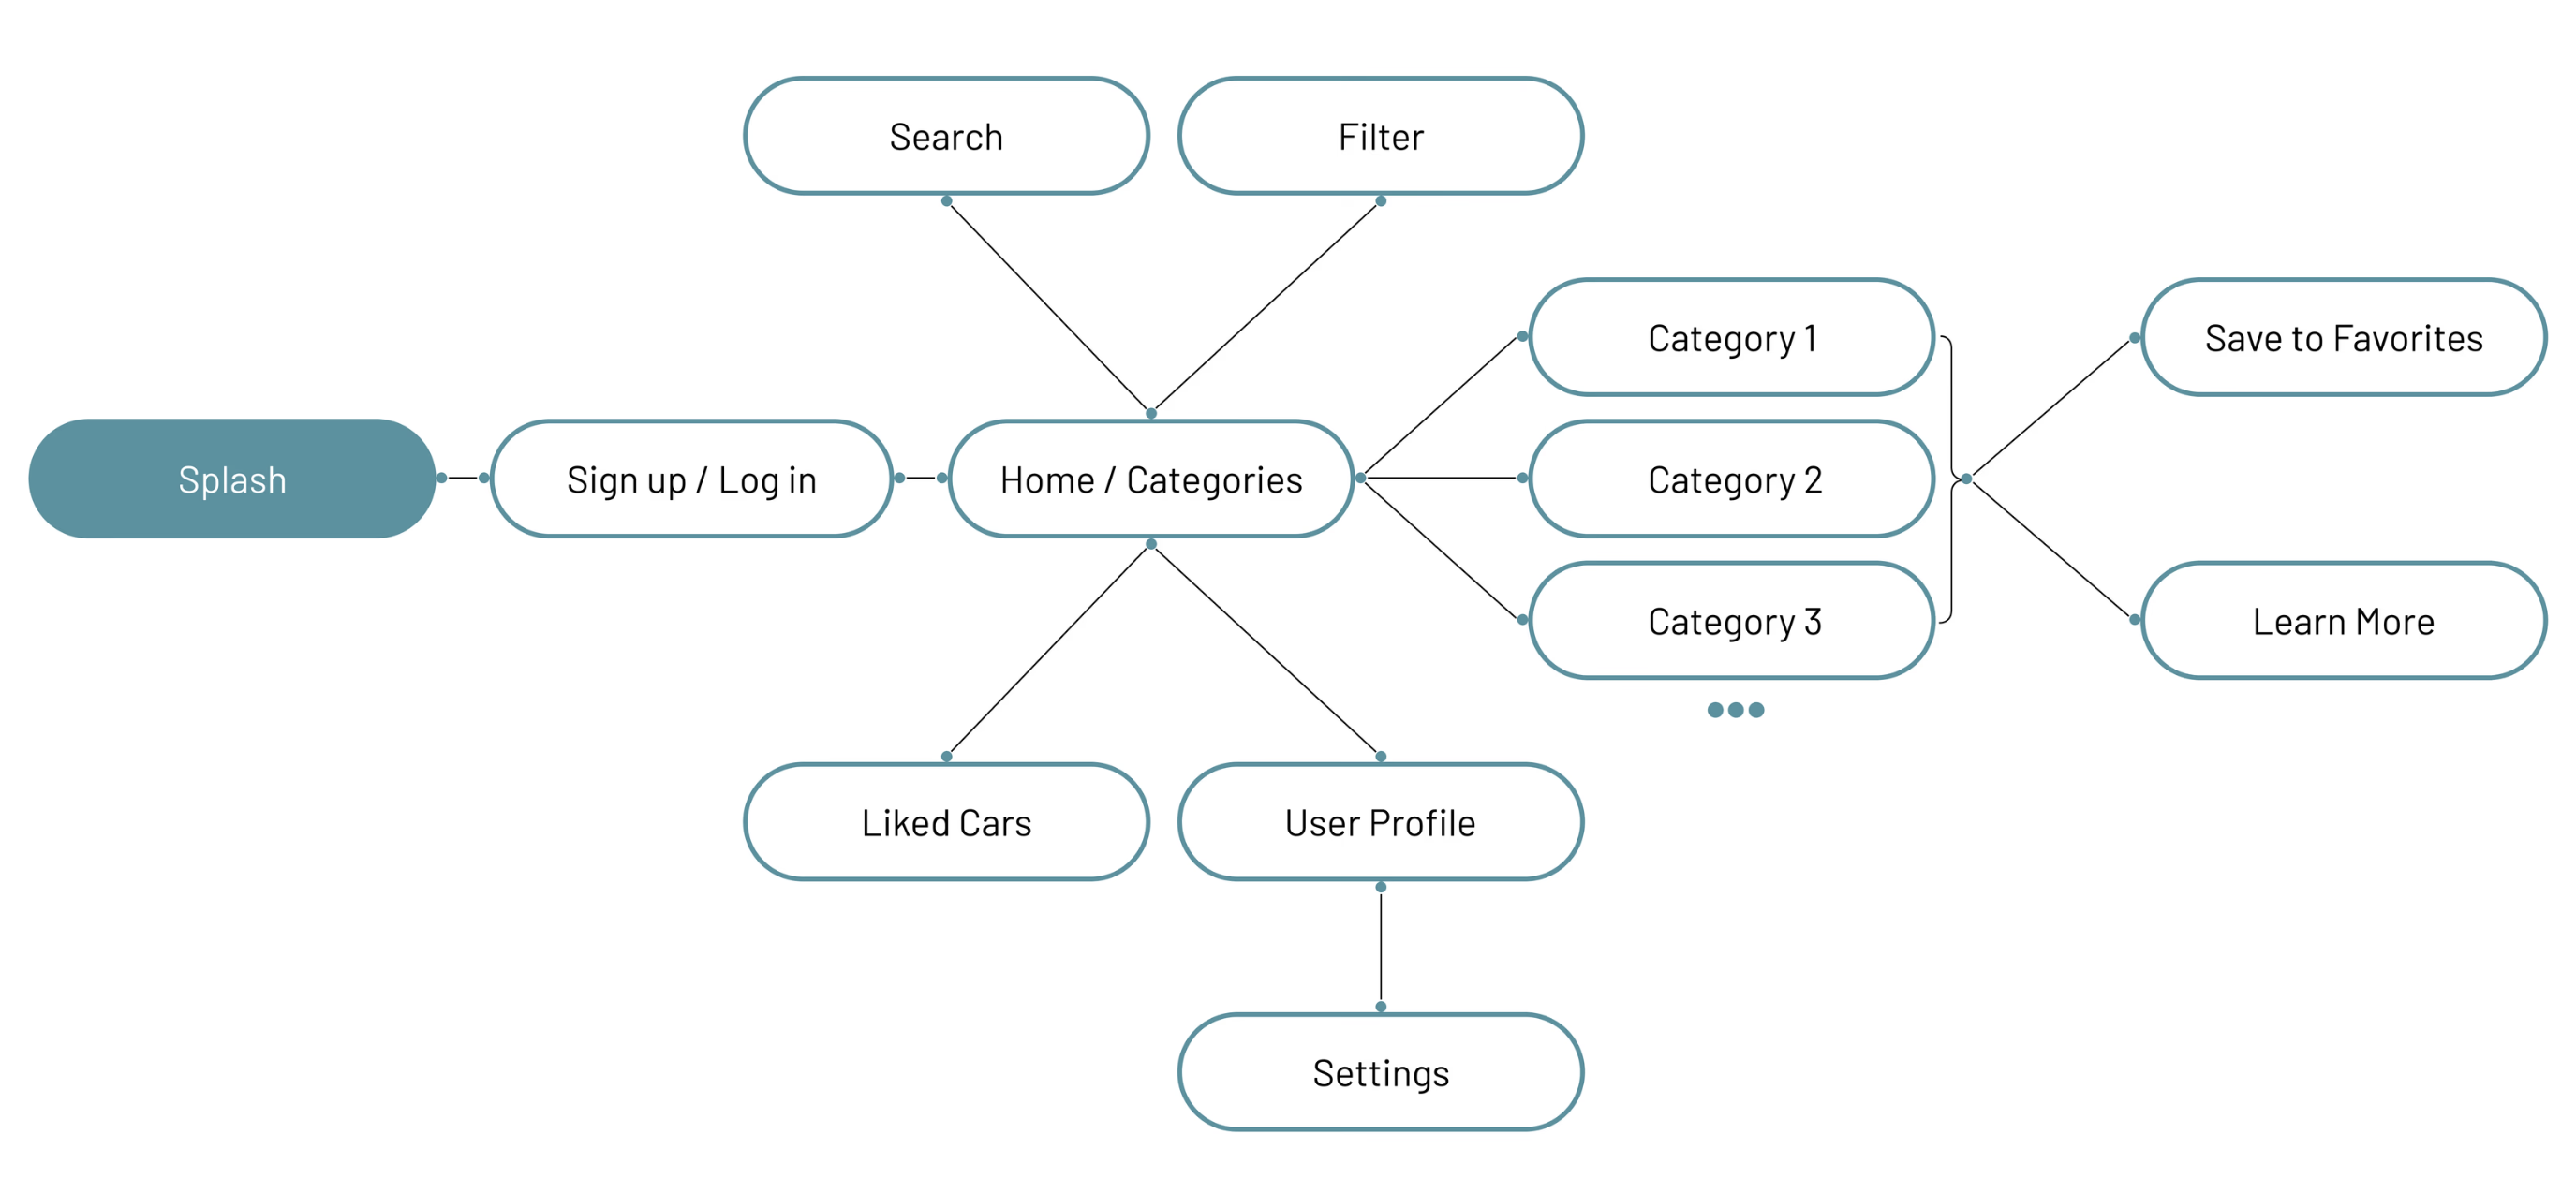 Search
Filter
Category 1
Save to Favorites
Splash
Sign up / Log in
Home / Categories
Category 2
Category 3
Learn More
Liked Cars
User Profile
Settings